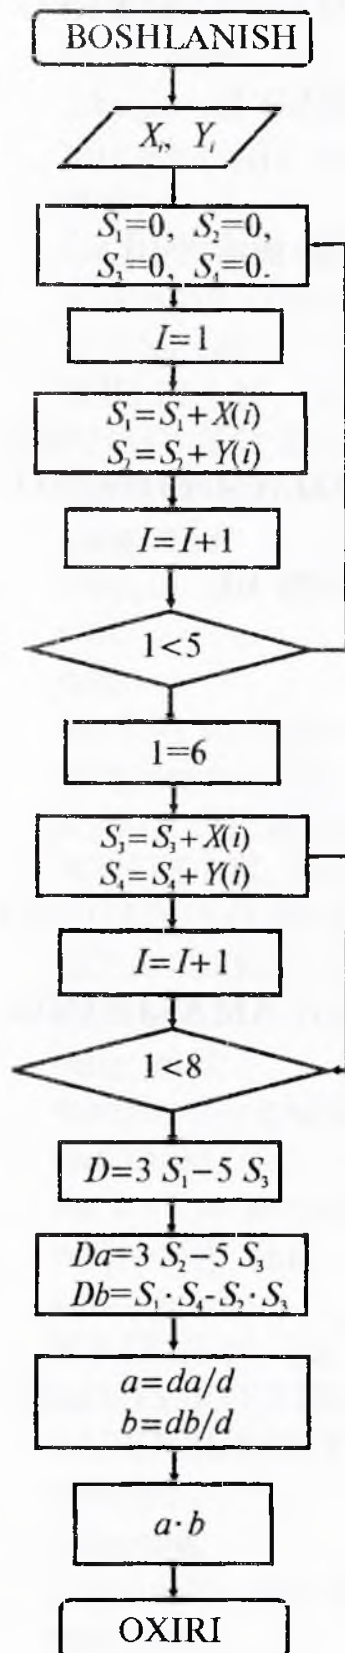 BOSHLANISH
Xᵢ, Yᵢ
S₁=0, S₂=0,
S₃=0, S₄=0.
I=1
S₁=S₁+X(i)
S₂=S₂+Y(i)
I=I+1
1<5
1=6
S₃=S₃+X(i)
S₄=S₄+Y(i)
I=I+1
1<8
D=3 S₁−5 S₃
Da=3 S₂−5 S₃
Db=S₁·S₄-S₂·S₃
a=da/d
b=db/d
a·b
OXIRI